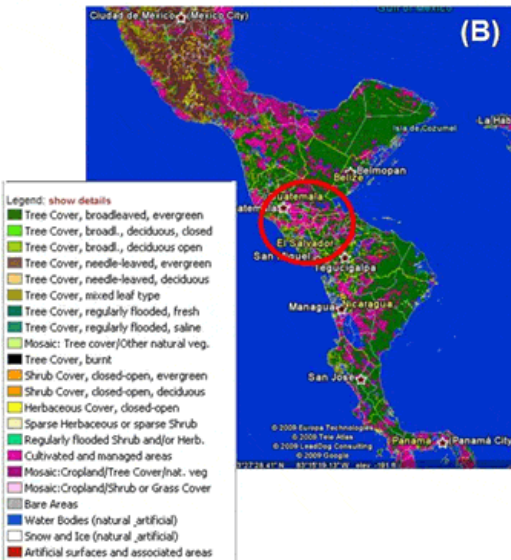 Gulf of Mexico
Ciudad de Mexico (Mexico City)
(B)
Isla de Cozumel
La Hab
Belmopan
Belize
Guatemala
atemala
El Salvador
San Miguel
Tegucigalpa
Managua
Nicaragua
San Jose
© 2009 Europa Technologies
© 2009 Tele Atlas
© 2009 LeadDog Consulting
© 2009 Google
Panama
Panamá City
Legend: show details
Tree Cover, broadleaved, evergreen
Tree Cover, broadl., deciduous, closed
Tree Cover, broadl., deciduous open
Tree Cover, needle-leaved, evergreen
Tree Cover, needle-leaved, deciduous
Tree Cover, mixed leaf type
Tree Cover, regularly flooded, fresh
Tree Cover, regularly flooded, saline
Mosaic: Tree cover/Other natural veg.
Tree Cover, burnt
Shrub Cover, closed-open, evergreen
Shrub Cover, closed-open, deciduous
Herbaceous Cover, closed-open
Sparse Herbaceous or sparse Shrub
Regularly flooded Shrub and/or Herb.
Cultivated and managed areas
Mosaic:Cropland/Tree Cover/nat. veg
Mosaic:Cropland/Shrub or Grass Cover
Bare Areas
Water Bodies (natural_artificial)
Snow and Ice (natural_artificial)
Artificial surfaces and associated areas